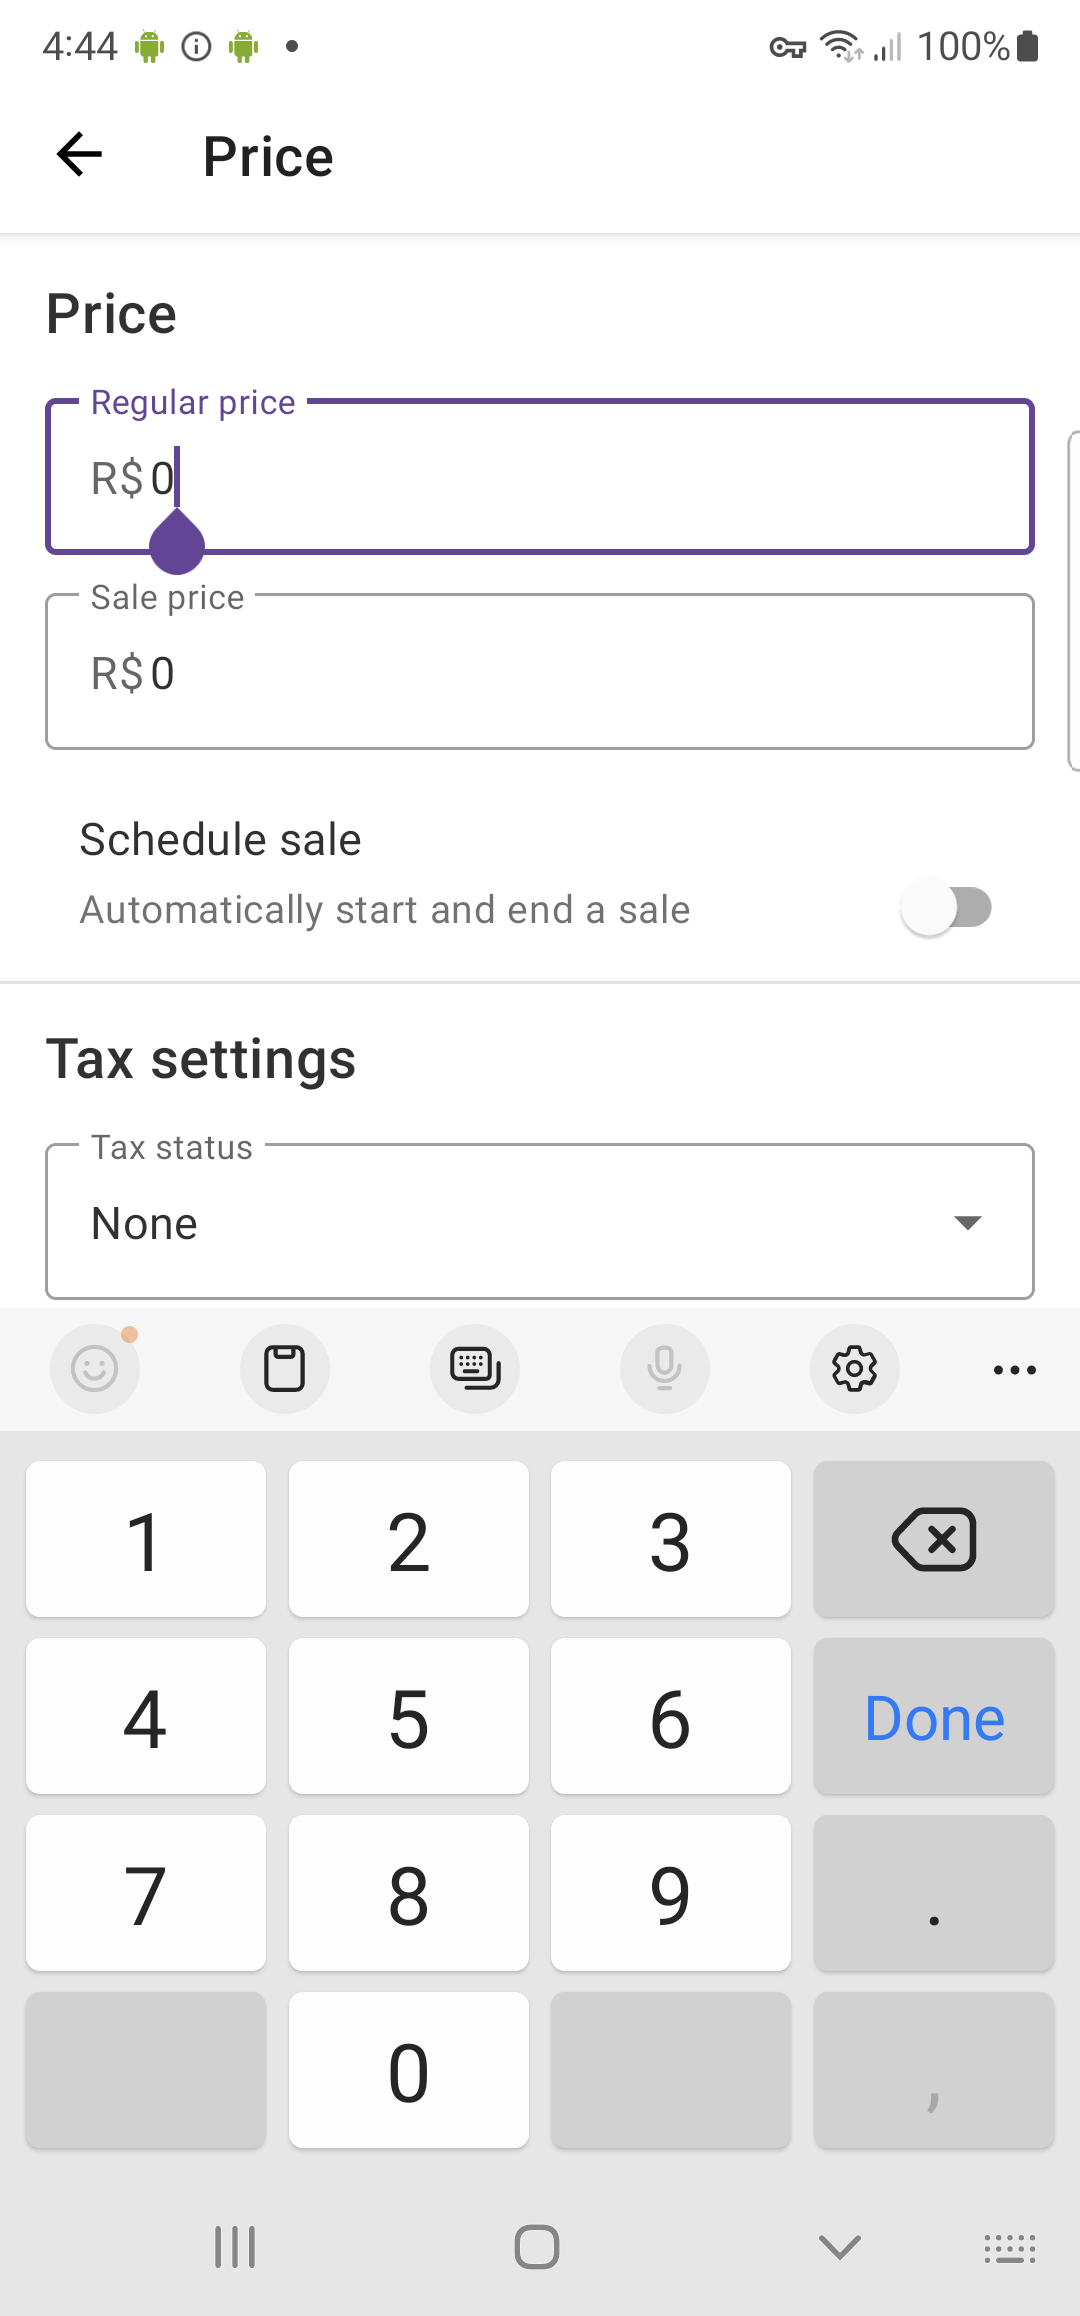 4:44 100%
Price
Price
Regular price
R$ 0
Sale price
R$ 0
Schedule sale
Automatically start and end a sale
Tax settings
Tax status
None
1 2 3
4 5 6 Done
7 8 9 .
0 ,